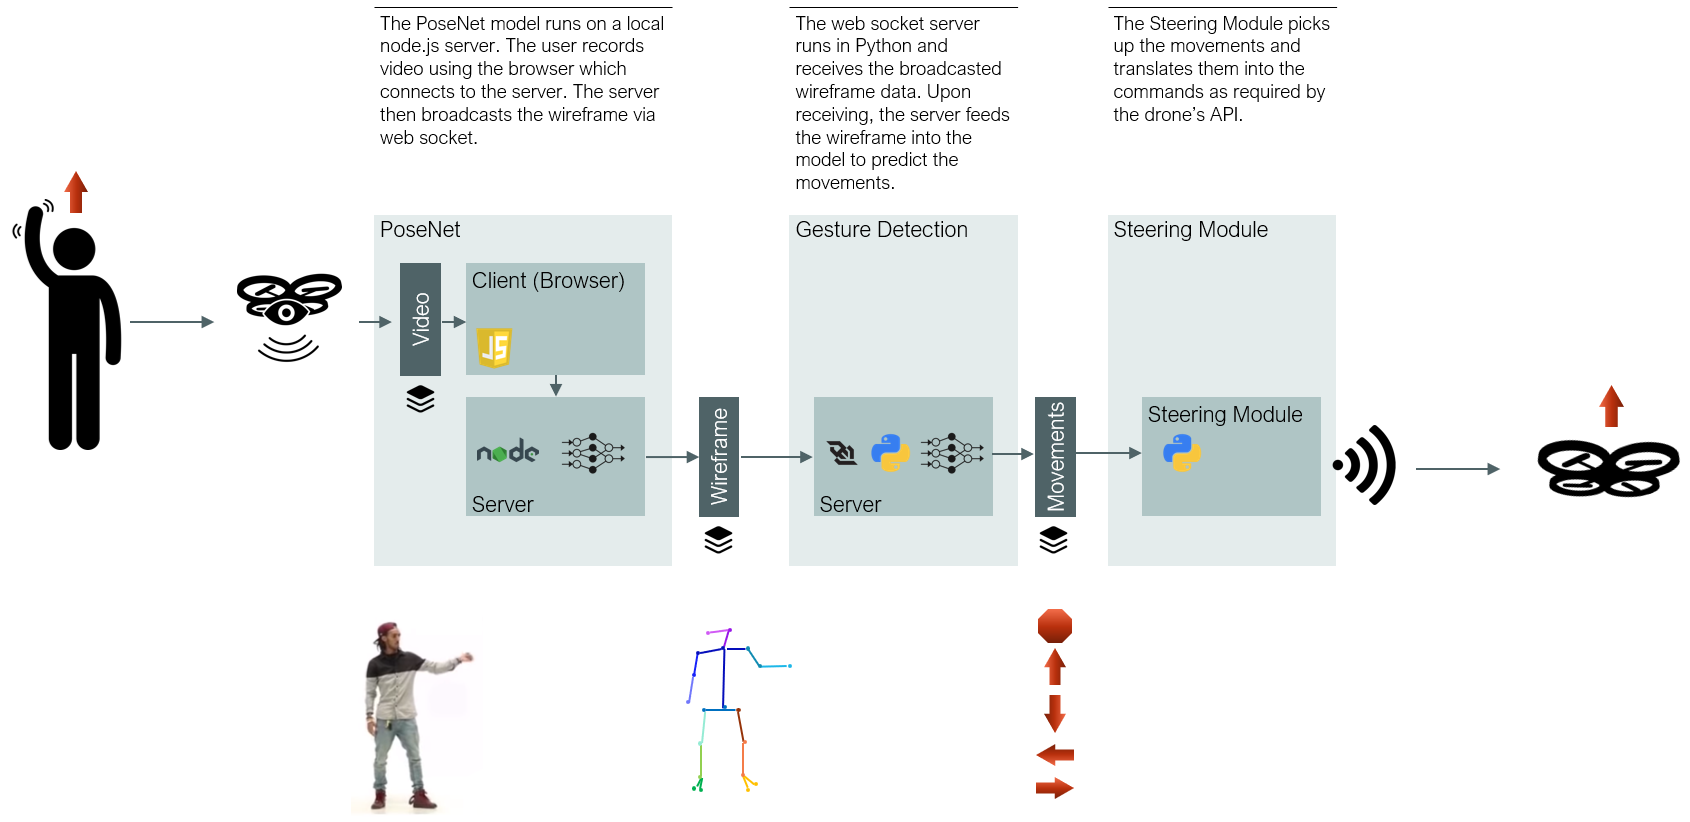 The PoseNet model runs on a local
node.js server. The user records
video using the browser which
connects to the server. The server
then broadcasts the wireframe via
web socket.
The web socket server
runs in Python and
receives the broadcasted
wireframe data. Upon
receiving, the server feeds
the wireframe into the
model to predict the
movements.
The Steering Module picks
up the movements and
translates them into the
commands as required by
the drone's API.
PoseNet
Video
Client (Browser)
JS
node
Server
Wireframe
Gesture Detection
Server
Movements
Steering Module
Steering Module